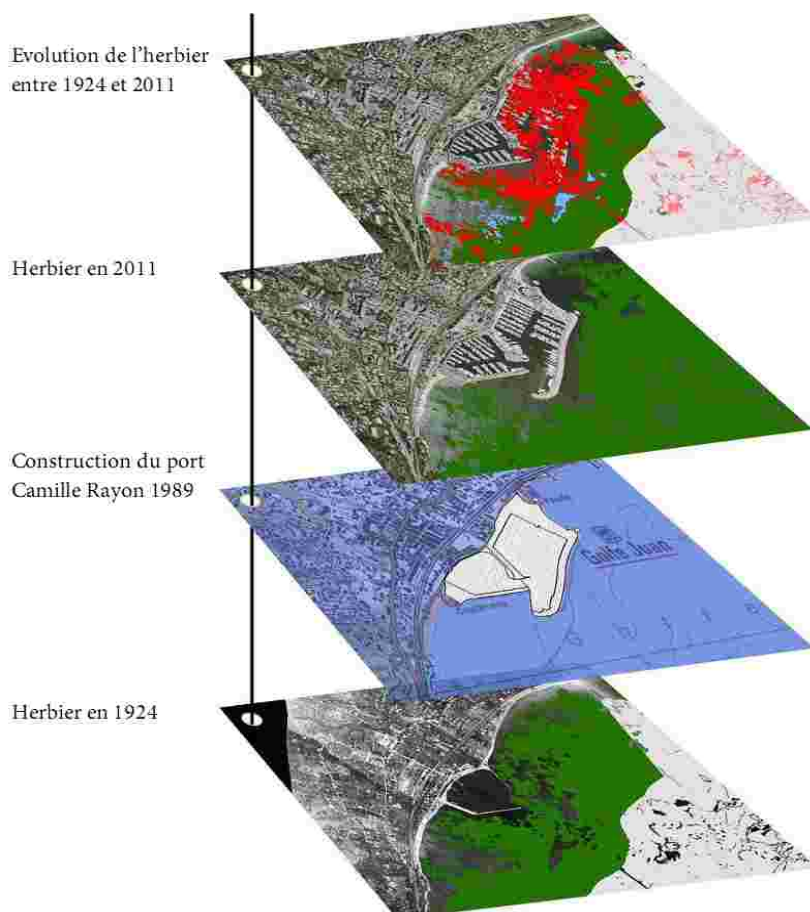 Evolution de l'herbier
entre 1924 et 2011
Herbier en 2011
Construction du port
Camille Rayon 1989
Golfe Juan
G O L F E
Herbier en 1924